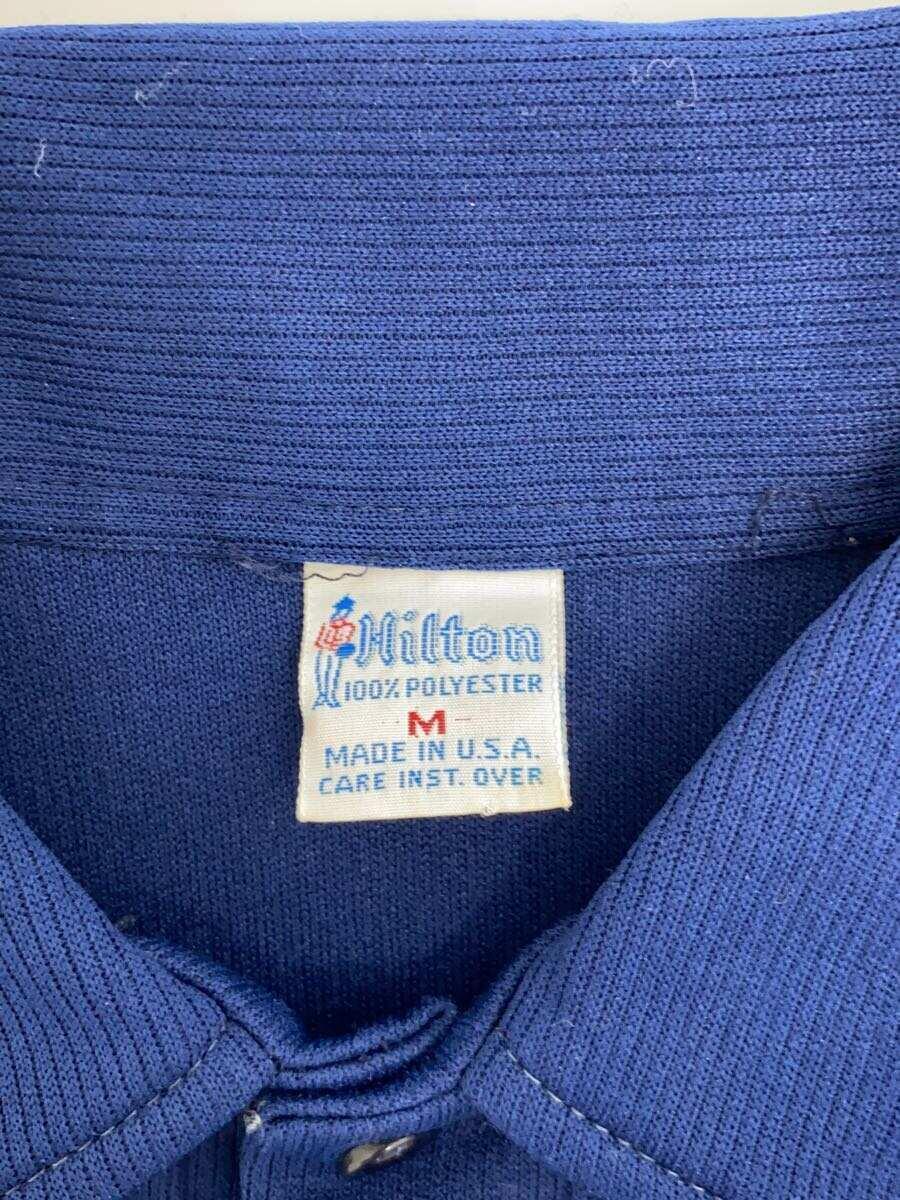 Hilton
100% POLYESTER
M
MADE IN U.S.A.
CARE INST. OVER